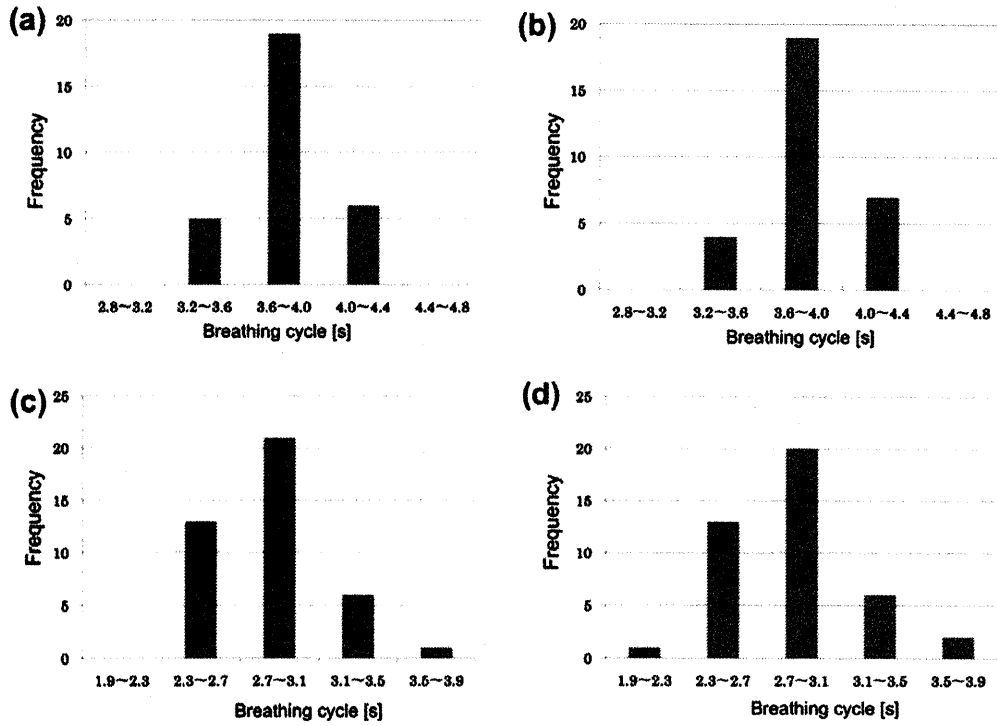 (a)
20
15
10
5
0
Frequency
2.8~3.2 3.2~3.6 3.6~4.0 4.0~4.4 4.4~4.8
Breathing cycle [s]
(b)
20
15
10
5
0
Frequency
2.8~3.2 3.2~3.6 3.6~4.0 4.0~4.4 4.4~4.8
Breathing cycle [s]
(c)
25
20
15
10
5
0
Frequency
1.9~2.3 2.3~2.7 2.7~3.1 3.1~3.5 3.5~3.9
Breathing cycle [s]
(d)
25
20
15
10
5
0
Frequency
1.9~2.3 2.3~2.7 2.7~3.1 3.1~3.5 3.5~3.9
Breathing cycle [s]